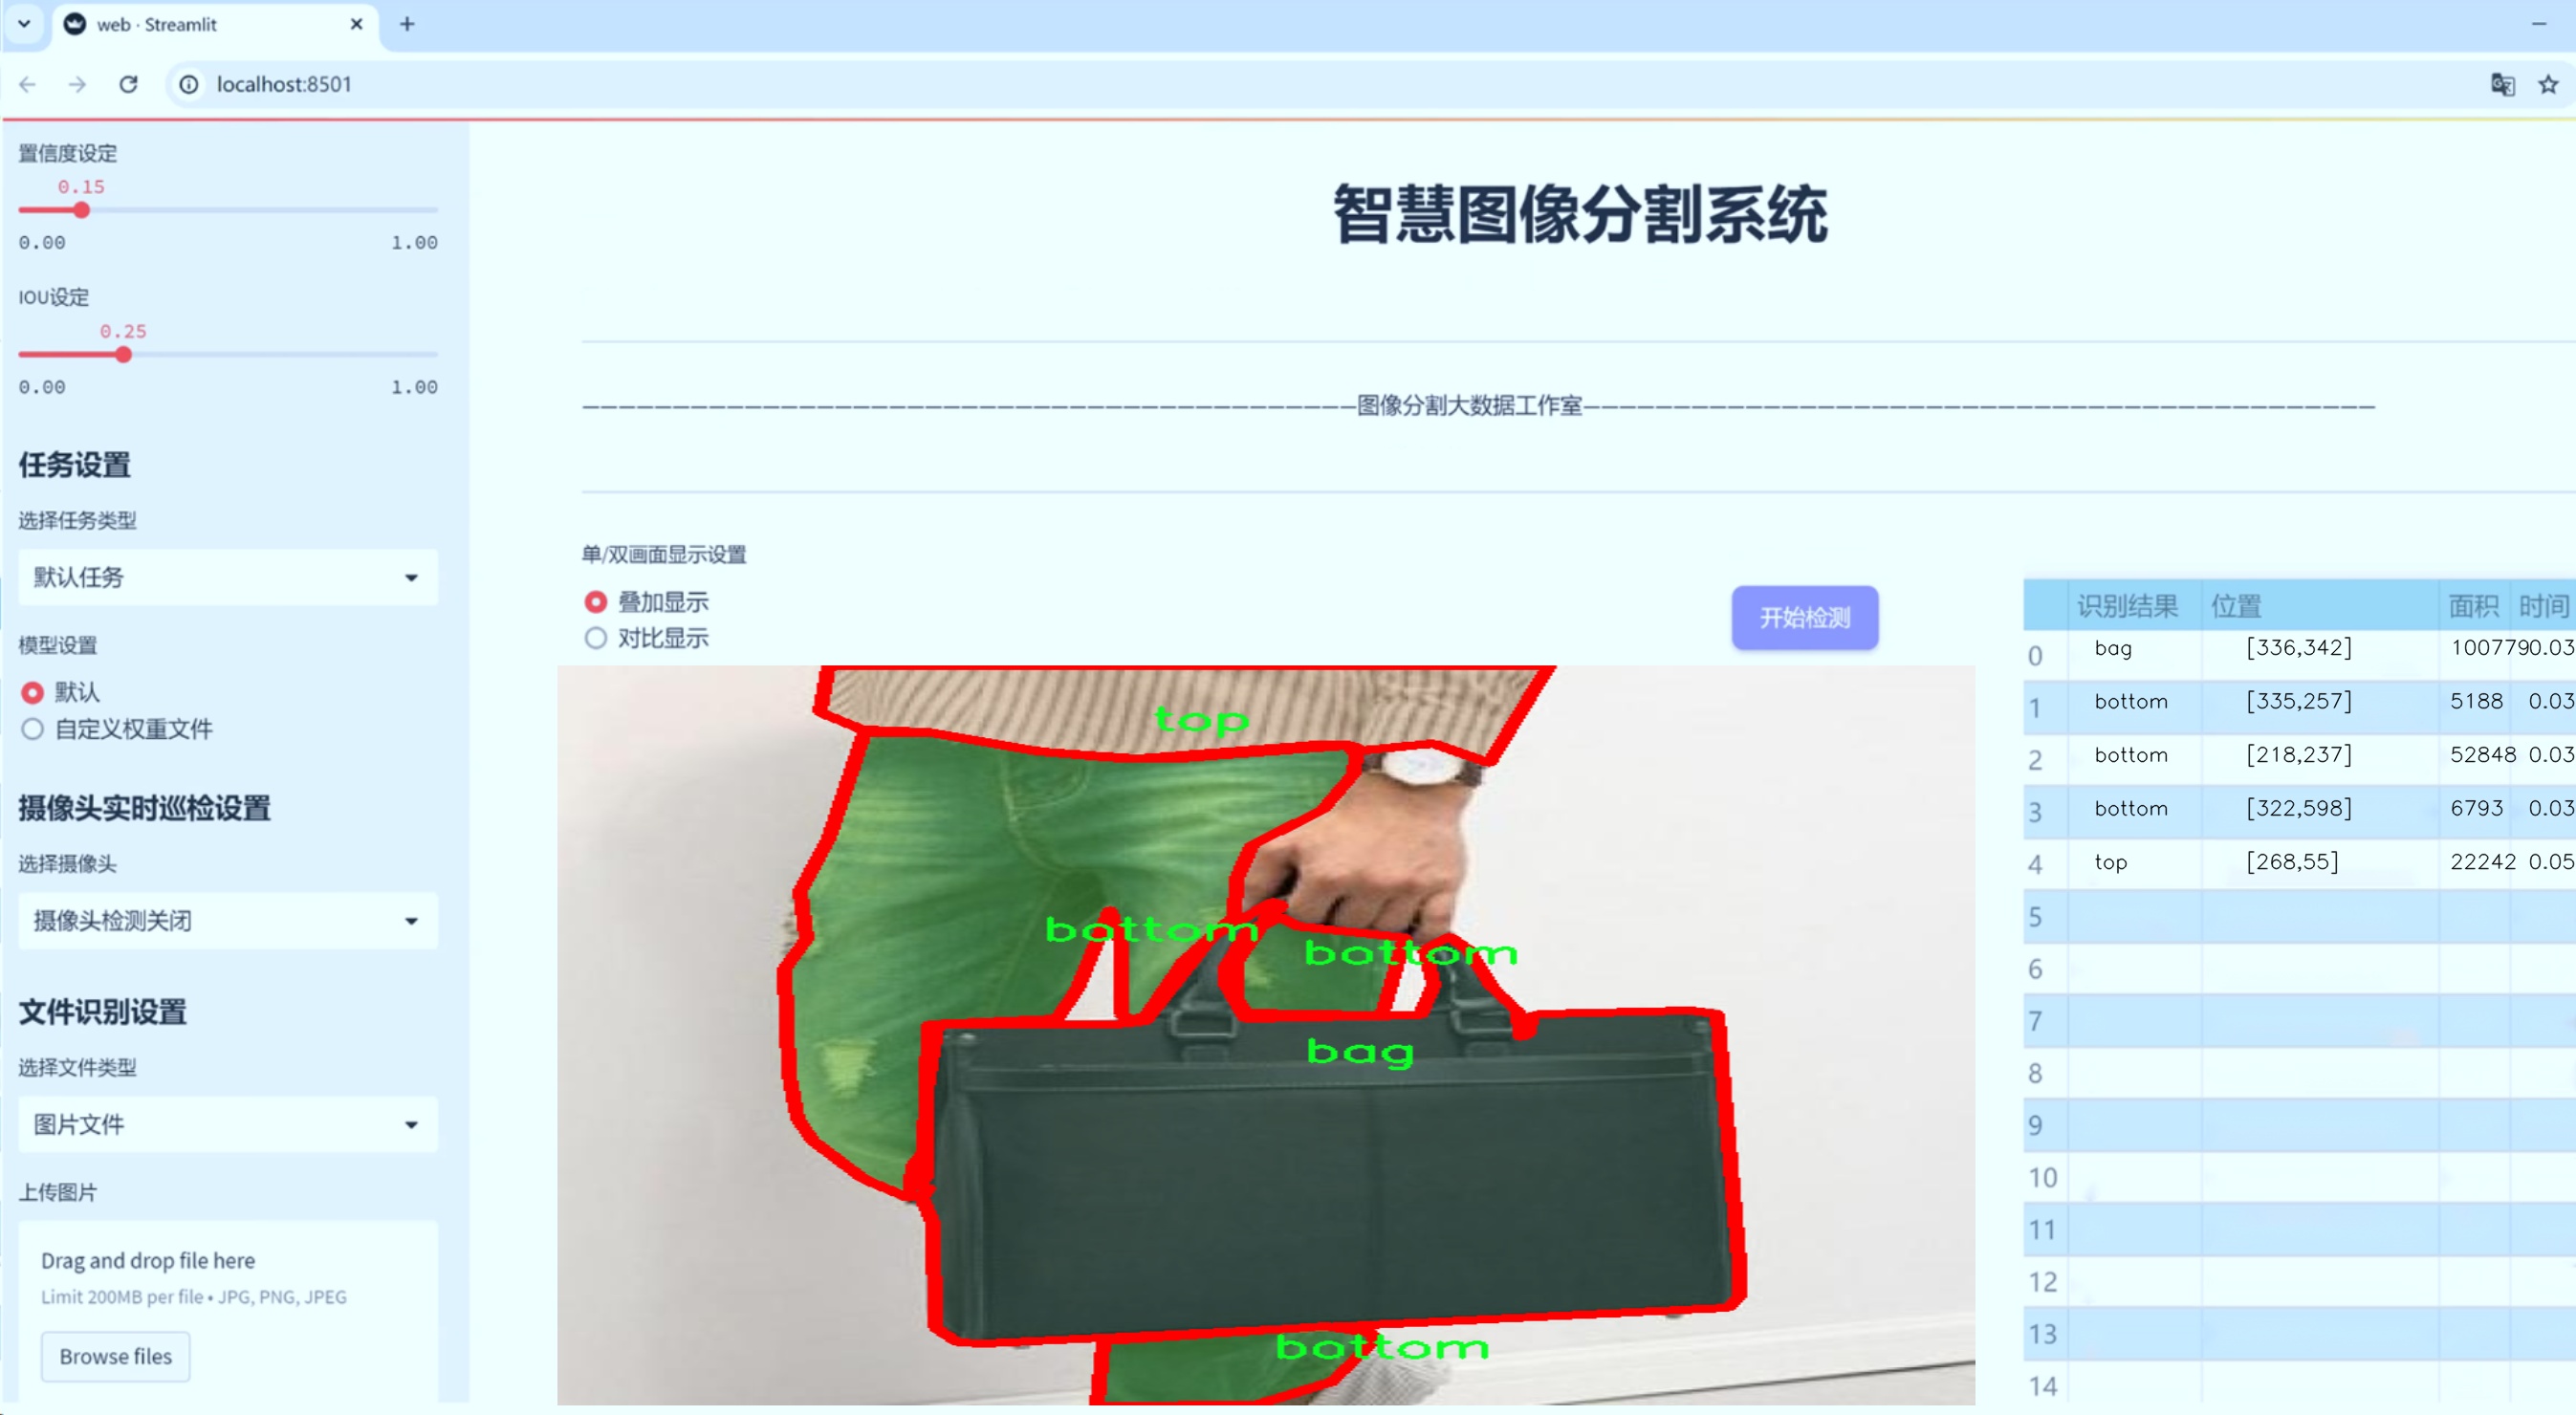 web · Streamlit
localhost:8501
置信度设定
0.15
0.00 1.00
IOU设定
0.25
0.00 1.00
任务设置
选择任务类型
默认任务
模型设置
默认
自定义权重文件
摄像头实时巡检设置
选择摄像头
摄像头检测关闭
文件识别设置
选择文件类型
图片文件
上传图片
Drag and drop file here
Limit 200MB per file • JPG, PNG, JPEG
Browse files
智慧图像分割系统
图像分割大数据工作室
单/双画面显示设置
叠加显示
对比显示
开始检测
top
bottom
bottom
bag
bottom
识别结果 位置 面积 时间
0 bag [336,342] 100779 0.03
1 bottom [335,257] 5188 0.03
2 bottom [218,237] 52848 0.03
3 bottom [322,598] 6793 0.03
4 top [268,55] 22242 0.05
5
6
7
8
9
10
11
12
13
14